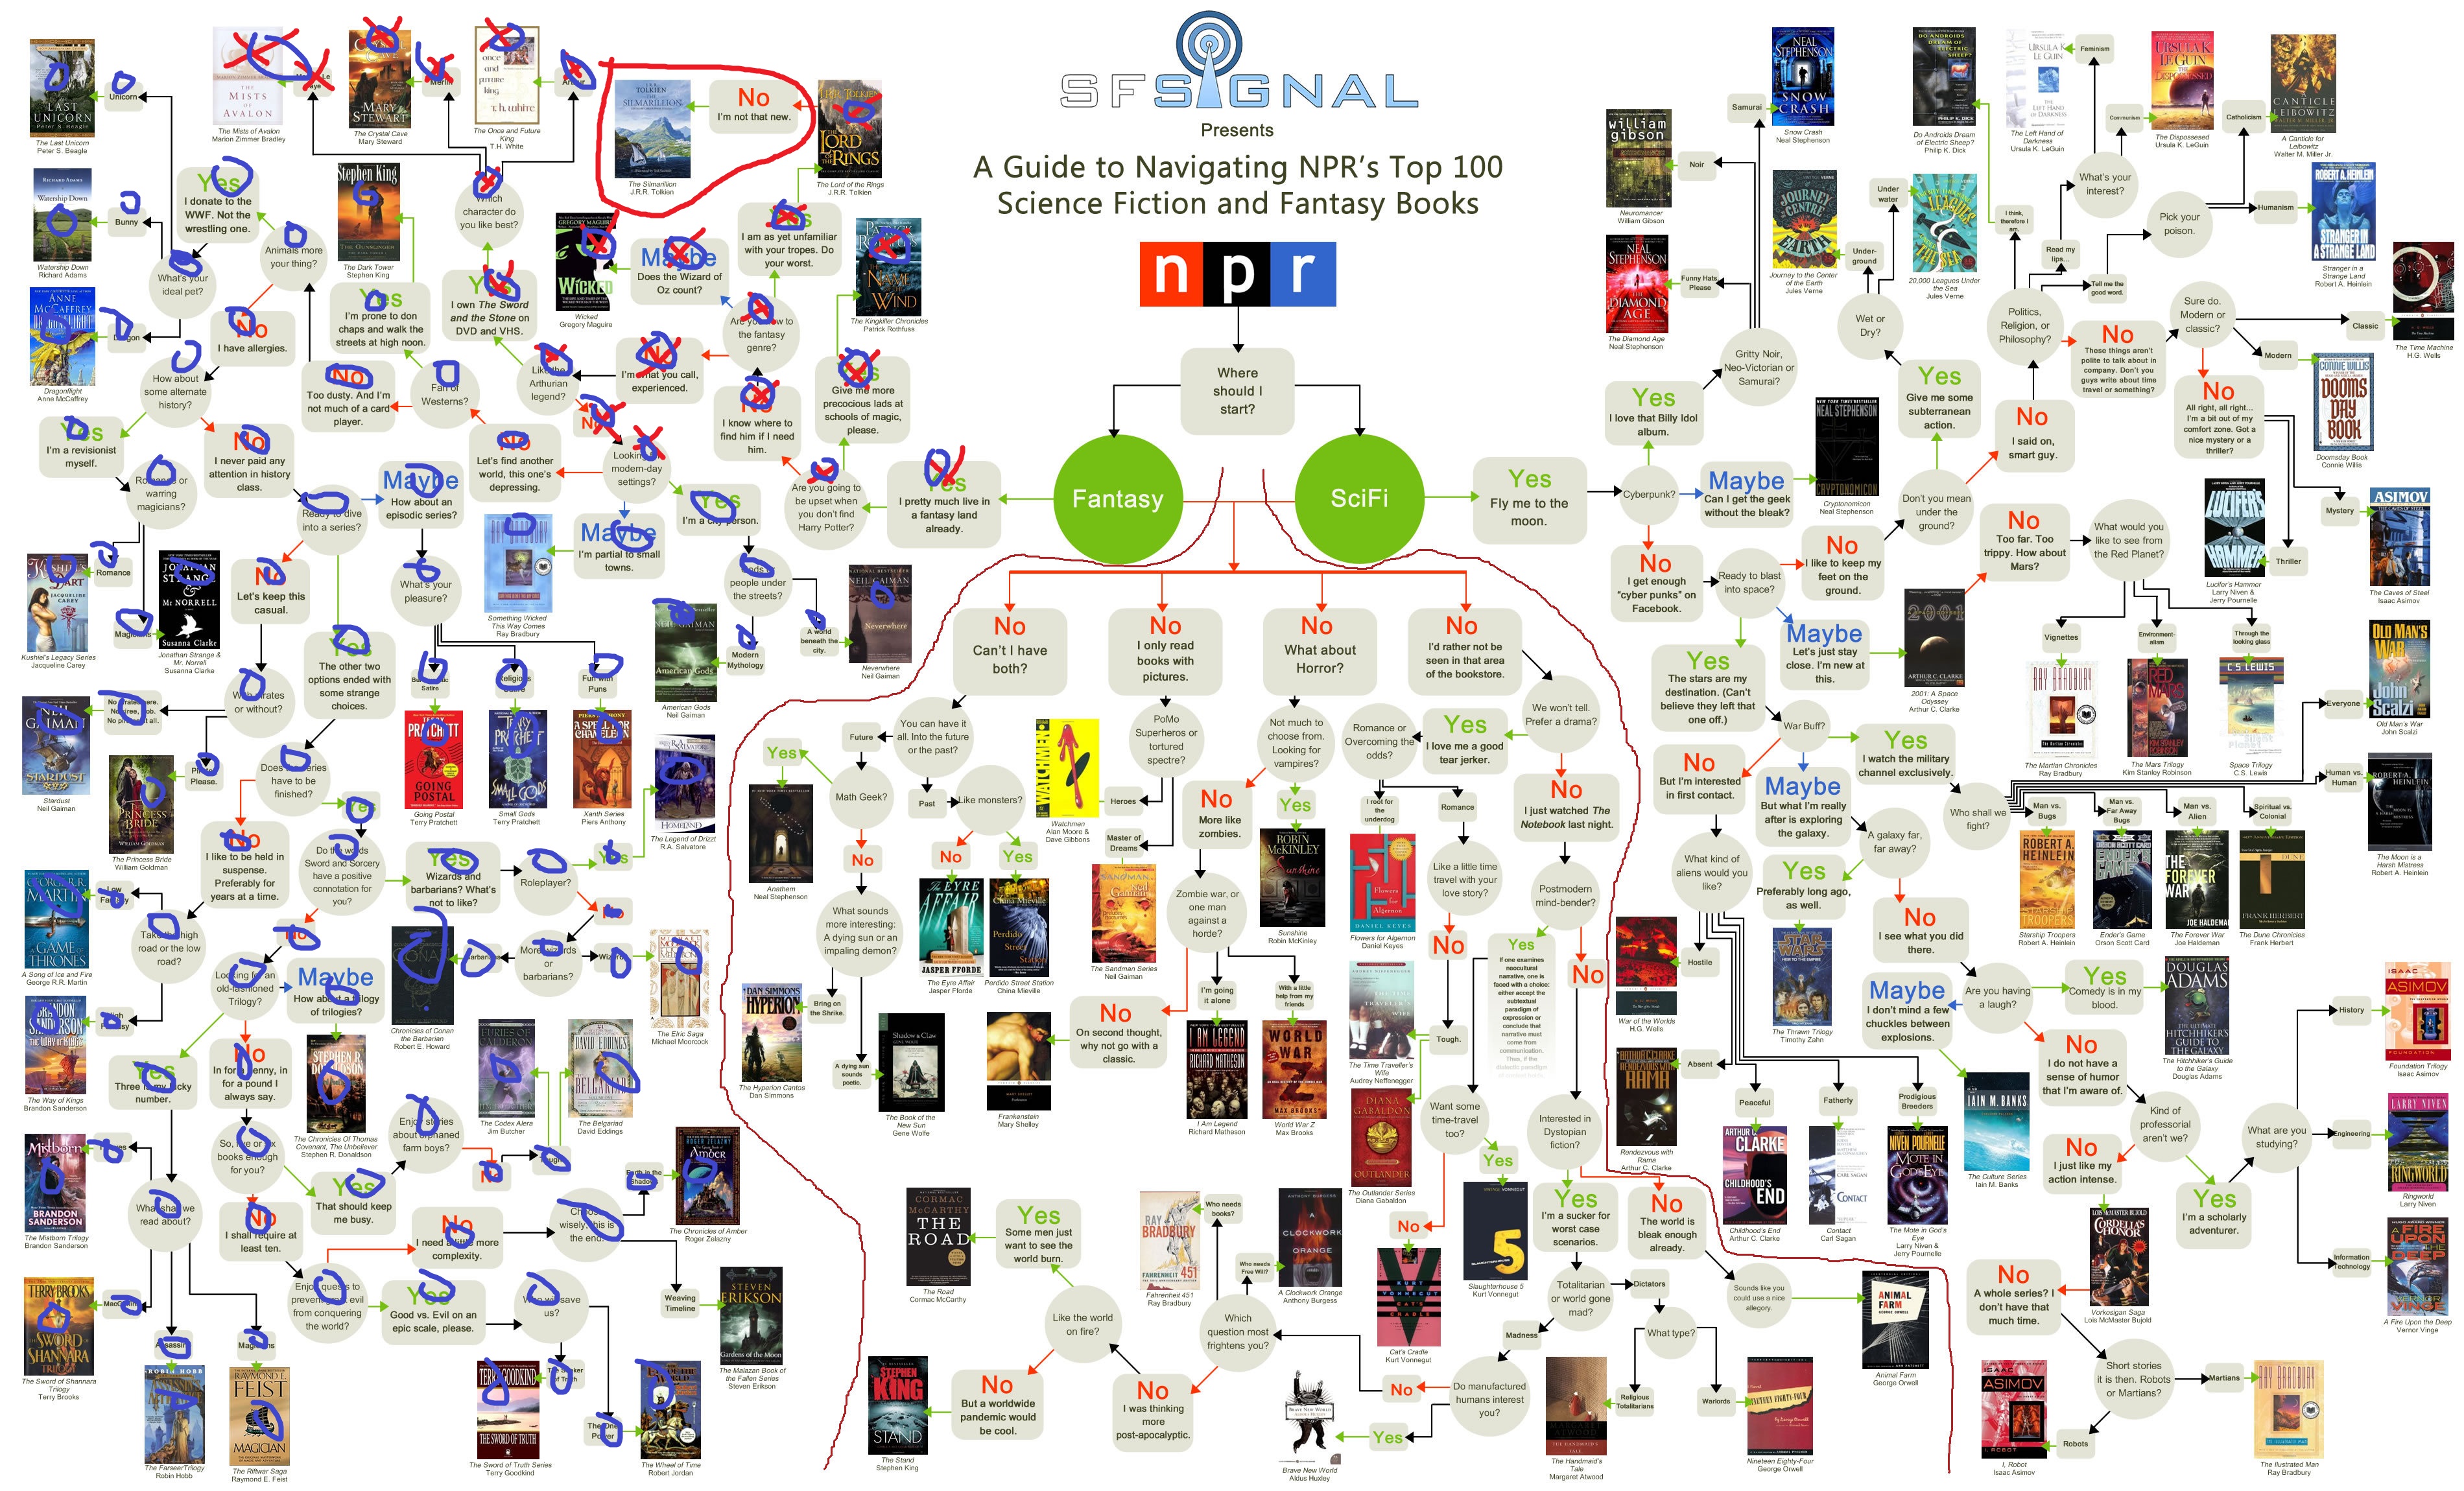 SFSIGNAL
Presents
A Guide to Navigating NPR's Top 100
Science Fiction and Fantasy Books
n p r
Where
should I
start?
Fantasy
SciFi
Yes
I pretty much live in
a fantasy land
already.
Are you going to
be upset when
you don't find
Harry Potter?
Yes
Give me more
precocious lads at
schools of magic,
please.
The Kingkiller Chronicles
Patrick Rothfuss
No
I know where to
find him if I need
him.
Are you new to
the fantasy
genre?
Yes
I am as yet unfamiliar
with your tropes. Do
your worst.
The Lord of the Rings
J.R.R. Tolkien
No
I'm not that new.
The Silmarillion
J.R.R. Tolkien
Maybe
Does the Wizard of
Oz count?
Wicked
Gregory Maguire
No
I'm what you call,
experienced.
Like the
Arthurian
legend?
Yes
I own The Sword
and the Stone on
DVD and VHS.
Which
character do
you like best?
Arthur
The Once and Future
King
T.H. White
Merlin
The Crystal Cave
Mary Steward
The Mists of Avalon
Marion Zimmer Bradley
No
Looking
modern-day
settings?
Yes
I'm a city person.
Gods
people under
the streets?
A world
beneath the
city.
Neverwhere
Neil Gaiman
Modern
Mythology
American Gods
Neil Gaiman
Maybe
I'm partial to small
towns.
Something Wicked
This Way Comes
Ray Bradbury
No
Let's find another
world, this one's
depressing.
Fan of
Westerns?
Yes
I'm prone to don
chaps and walk the
streets at high noon.
The Dark Tower
Stephen King
No
Too dusty. And I'm
not much of a card
player.
Animals more
your thing?
Yes
I donate to the
WWF. Not the
wrestling one.
What's your
ideal pet?
Unicorn
The Last Unicorn
Peter S. Beagle
Bunny
Watership Down
Richard Adams
Dragon
Dragonflight
Anne McCaffrey
No
I have allergies.
How about
some alternate
history?
Yes
I'm a revisionist
myself.
Romance or
warring
magicians?
Romance
Kushiel's Legacy Series
Jacqueline Carey
Magicians
Jonathan Strange &
Mr. Norrell
Susanna Clarke
No
I never paid any
attention in history
class.
Ready to dive
into a series?
Maybe
How about an
episodic series?
What's your
pleasure?
Satire
Going Postal
Terry Pratchett
Religious
Small Gods
Terry Pratchett
Fun with
Puns
Xanth Series
Piers Anthony
No
Let's keep this
casual.
With pirates
or without?
Stardust
Neil Gaiman
Please.
The Princess Bride
William Goldman
Yes
The other two
options ended with
some strange
choices.
Does series
have to be
finished?
No
I like to be held in
suspense.
Preferably for
years at a time.
Take the high
road or the low
road?
Low
Fantasy
A Song of Ice and Fire
George R.R. Martin
High
Fantasy
The Way of Kings
Brandon Sanderson
Yes
Do the words
Sword and Sorcery
have a positive
connotation for
you?
Yes
Wizards and
barbarians? What's
not to like?
Roleplayer?
Yes
The Legend of Drizzt
R.A. Salvatore
No
More wizards
or
barbarians?
Barbarians
Chronicles of Conan
the Barbarian
Robert E. Howard
Wizards
The Elric Saga
Michael Moorcock
No
Looking for an
old-fashioned
Trilogy?
Maybe
How about a trilogy
of trilogies?
The Chronicles Of Thomas
Covenant, The Unbeliever
Stephen R. Donaldson
Yes
Three is my lucky
number.
What shall we
read about?
The Mistborn Trilogy
Brandon Sanderson
The Sword of Shannara
Trilogy
Terry Brooks
Assassins
The FarseerTrilogy
Robin Hobb
Magicians
The Riftwar Saga
Raymond E. Feist
No
In for a penny, in
for a pound I
always say.
So, five or six
books enough
for you?
Yes
That should keep
me busy.
Enjoy stories
about orphaned
farm boys?
No
The Codex Alera
Jim Butcher
The Belgariad
David Eddings
No
I shall require at
least ten.
Enjoy quests to
prevent great evil
from conquering
the world?
No
I need a little more
complexity.
Choose
wisely, this is
the end.
Earth is the
Shadow
The Chronicles of Amber
Roger Zelazny
Weaving
Timeline
The Malazan Book of
the Fallen Series
Steven Erikson
Yes
Good vs. Evil on an
epic scale, please.
Who will save
us?
The Seeker
of Truth
The Sword of Truth Series
Terry Goodkind
The One
Power
The Wheel of Time
Robert Jordan
No
Can't I have
both?
You can have it
all. Into the future
or the past?
Future
Math Geek?
Yes
Anathem
Neal Stephenson
No
What sounds
more interesting:
A dying sun or an
impaling demon?
Bring on
the Shrike.
The Hyperion Cantos
Dan Simmons
A dying sun
sounds
poetic.
The Book of the
New Sun
Gene Wolfe
Past
Like monsters?
No
The Eyre Affair
Jasper Fforde
Yes
Perdido Street Station
China Mieville
No
I only read
books with
pictures.
PoMo
Superheros or
tortured
spectre?
Heroes
Watchmen
Alan Moore &
Dave Gibbons
Master of
Dreams
The Sandman Series
Neil Gaiman
No
What about
Horror?
Not much to
choose from.
Looking for
vampires?
Yes
Sunshine
Robin McKinley
No
More like
zombies.
Zombie war, or
one man
against a
horde?
I'm going
it alone
I Am Legend
Richard Matheson
With a little
help from my
friends
World War Z
Max Brooks
No
On second thought,
why not go with a
classic.
Frankenstein
Mary Shelley
No
I'd rather not be
seen in that area
of the bookstore.
We won't tell.
Prefer a drama?
Yes
I love me a good
tear jerker.
Romance or
Overcoming the
odds?
I root for
the
underdog
Flowers for Algernon
Daniel Keyes
Romance
Like a little time
travel with your
love story?
No
Tough.
The Time Traveller's
Wife
Audrey Neffenegger
The Outlander Series
Diana Gabaldon
No
I just watched The
Notebook last night.
Postmodern
mind-bender?
Yes
If one examines
neocultural
narrative, one is
faced with a choice:
either accept the
subtextual
paradigm of
expression or
conclude that
narrative must
come from
communication.
Thus, if the
dialectic paradigm
Want some
time-travel
too?
Yes
Slaughterhouse 5
Kurt Vonnegut
No
Cat's Cradle
Kurt Vonnegut
No
Interested in
Dystopian
fiction?
Yes
I'm a sucker for
worst case
scenarios.
Totalitarian
or world gone
mad?
Dictators
What type?
Religious
Totalitarians
The Handmaid's
Tale
Margaret Atwood
Warlords
Nineteen Eighty-Four
George Orwell
Madness
Do manufactured
humans interest
you?
Yes
Brave New World
Aldus Huxley
No
Which
question most
frightens you?
Who needs
books?
Fahrenheit 451
Ray Bradbury
Who needs
Free Will?
A Clockwork Orange
Anthony Burgess
No
I was thinking
more
post-apocalyptic.
Like the world
on fire?
Yes
Some men just
want to see the
world burn.
The Road
Cormac McCarthy
No
But a worldwide
pandemic would
be cool.
The Stand
Stephen King
No
The world is
bleak enough
already.
Sounds like you
could use a nice
allegory.
Animal Farm
George Orwell
Yes
Fly me to the
moon.
Cyberpunk?
Yes
I love that Billy Idol
album.
Gritty Noir,
Neo-Victorian or
Samurai?
Samurai
Snow Crash
Neal Stephenson
Noir
Neuromancer
William Gibson
Funny Hats
Please
The Diamond Age
Neal Stephenson
Maybe
Can I get the geek
without the bleak?
Cryptonomicon
Neal Stephenson
No
I get enough
"cyber punks" on
Facebook.
Ready to blast
into space?
No
I like to keep my
feet on the
ground.
Don't you mean
under the
ground?
Yes
Give me some
subterranean
action.
Wet or
Dry?
Under-
ground
Journey to the Center
of the Earth
Jules Verne
Under
water
20,000 Leagues Under
the Sea
Jules Verne
No
I said on,
smart guy.
Politics,
Religion, or
Philosophy?
I think,
therefore I
am.
Do Androids Dream
of Electric Sheep?
Philip K. Dick
Read my
lips...
What's your
interest?
Feminism
The Left Hand of
Darkness
Ursula K. LeGuin
Communism
The Dispossesed
Ursula K. LeGuin
Tell me the
good word.
Pick your
poison.
Catholicism
A Canticle for
Leibowitz
Walter M. Miller Jr.
Humanism
Stranger in a
Strange Land
Robert A. Heinlein
No
These things aren't
polite to talk about in
company. Don't you
guys write about time
travel or something?
Sure do.
Modern or
classic?
Classic
The Time Machine
H.G. Wells
Modern
Doomsday Book
Connie Willis
No
All right, all right...
I'm a bit out of my
comfort zone. Got a
nice mystery or a
thriller?
Mystery
The Caves of Steel
Isaac Asimov
Thriller
Lucifer's Hammer
Larry Niven &
Jerry Pournelle
Maybe
Let's just stay
close. I'm new at
this.
2001: A Space
Odyssey
Arthur C. Clarke
No
Too far. Too
trippy. How about
Mars?
What would you
like to see from
the Red Planet?
Vignettes
The Martian Chronicles
Ray Bradbury
Environment-
alism
The Mars Trilogy
Kim Stanley Robinson
Through the
looking glass
Space Trilogy
C.S. Lewis
Yes
The stars are my
destination. (Can't
believe they left that
one off.)
War Buff?
Yes
I watch the military
channel exclusively.
Who shall we
fight?
Everyone
Old Man's War
John Scalzi
Human vs.
Human
The Moon is a
Harsh Mistress
Robert A. Heinlein
Man vs.
Bugs
Starship Troopers
Robert A. Heinlein
Man vs.
Far Away
Bugs
Ender's Game
Orson Scott Card
Man vs.
Alien
The Forever War
Joe Haldeman
Spiritual vs.
Colonial
The Dune Chronicles
Frank Herbert
No
But I'm interested
in first contact.
What kind of
aliens would you
like?
Hostile
War of the Worlds
H.G. Wells
Absent
Rendezvous with
Rama
Arthur C. Clarke
Peaceful
Childhood's End
Arthur C. Clarke
Fatherly
Contact
Carl Sagan
Prodigious
Breeders
The Mote in God's
Eye
Larry Niven &
Jerry Pournelle
Maybe
But what I'm really
after is exploring
the galaxy.
A galaxy far,
far away?
Yes
Preferably long ago,
as well.
The Thrawn Trilogy
Timothy Zahn
No
I see what you did
there.
Are you having
a laugh?
Yes
Comedy is in my
blood.
The Hitchhiker's Guide
to the Galaxy
Douglas Adams
Maybe
I don't mind a few
chuckles between
explosions.
The Culture Series
Iain M. Banks
No
I do not have a
sense of humor
that I'm aware of.
Kind of
professorial
aren't we?
Yes
I'm a scholarly
adventurer.
What are you
studying?
History
Foundation Trilogy
Isaac Asimov
Engineering
Ringworld
Larry Niven
Information
Technology
A Fire Upon the Deep
Vernor Vinge
No
I just like my
action intense.
Vorkosigan Saga
Lois McMaster Bujold
No
A whole series? I
don't have that
much time.
Short stories
it is then. Robots
or Martians?
Martians
The Illustrated Man
Ray Bradbury
Robots
I, Robot
Isaac Asimov